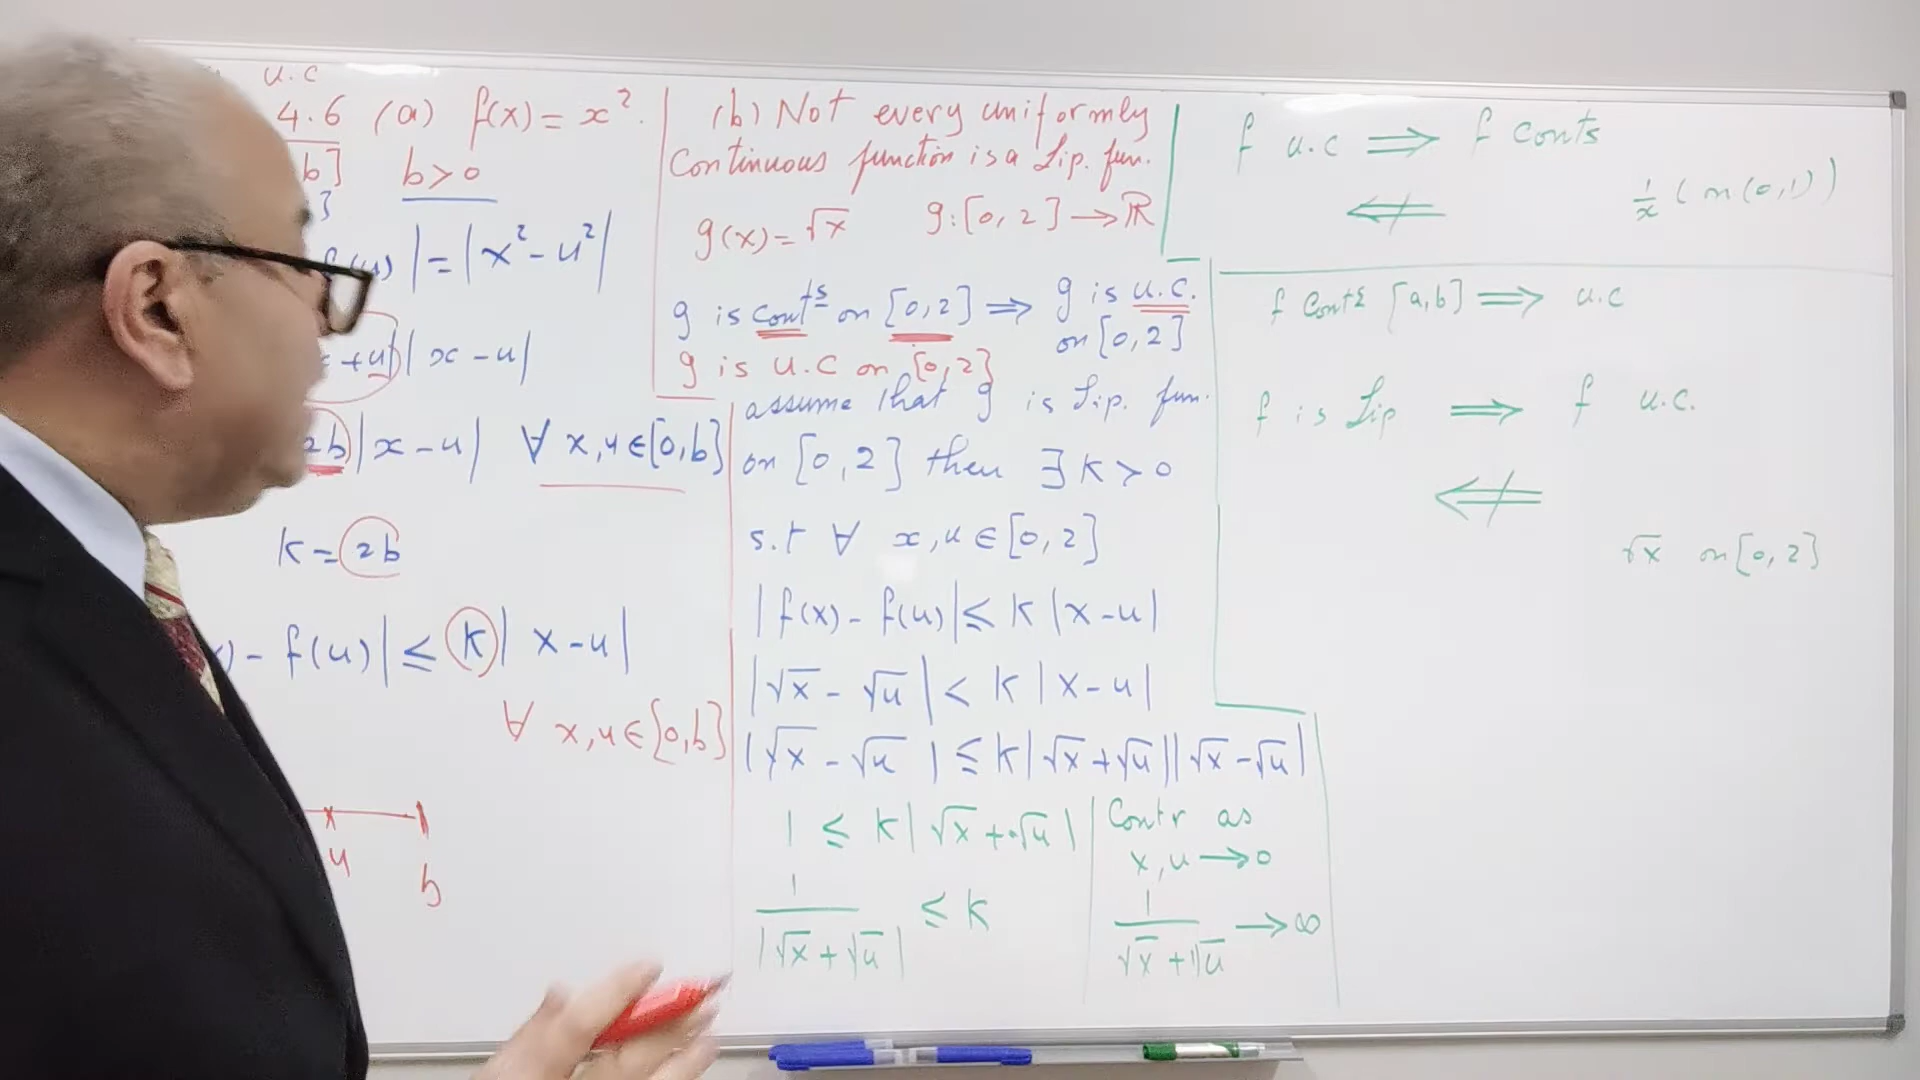 u.c
4.6 (a) f(x) = x².
b] b>0
f(u)| = |x² - u²|
+u)| x - u|
2b|x - u| ∀ x,u∈[0,b]
k = 2b
) - f(u)| ≤ k| x - u|
∀ x,u∈[0,b]
u
b
(b) Not every uniformly
Continuous function is a Lip. fun.
g(x) = √x g:[0,2]→ℝ
g is conts on [0,2] ⟹ g is u.c.
on [0,2]
g is u.c on [0,2]
assume that g is Lip. fun.
on [0,2] then ∃ k > 0
s.t ∀ x,u ∈ [0,2]
|f(x) - f(u)| ≤ k |x - u|
|√x - √u| < k |x - u|
|√x - √u| ≤ k|√x + √u||√x - √u|
1 ≤ k|√x + √u|
1/|√x + √u| ≤ k
Contr as
x,u → 0
1/√x + √u → ∞
f u.c ⟹ f conts
⇍ 1/x (on (0,1))
f conts [a,b] ⟹ u.c
f is Lip ⟹ f u.c.
⇍
√x on [0,2]